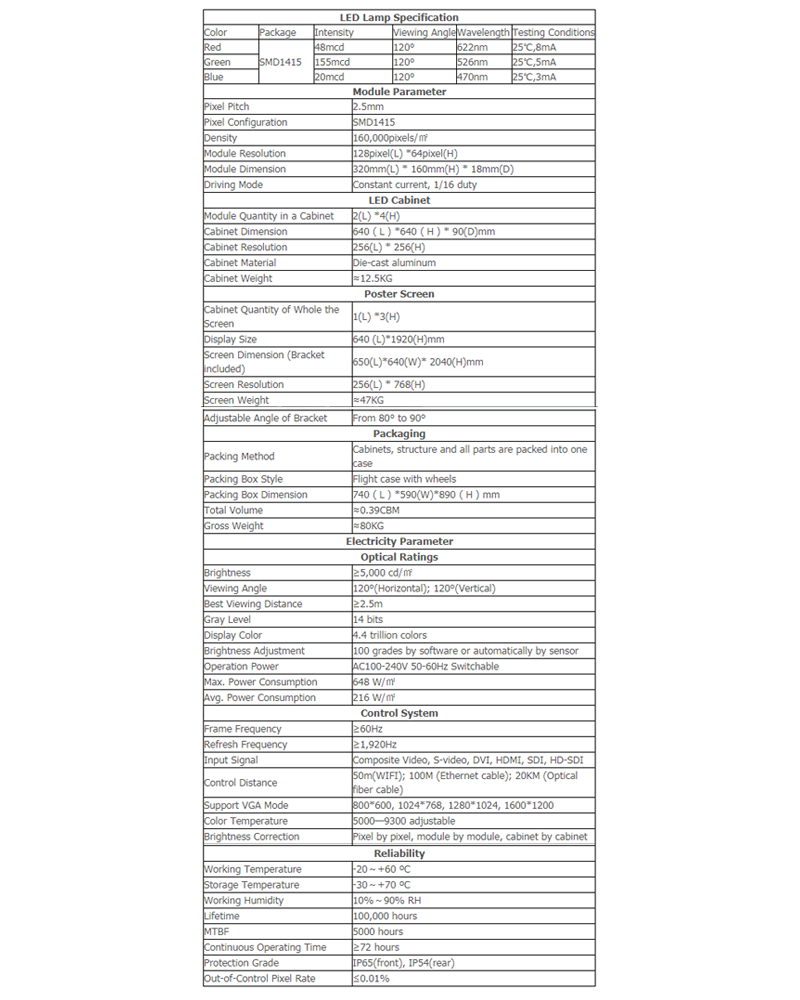 LED Lamp Specification
Color Package Intensity Viewing Angle Wavelength Testing Conditions
Red 48mcd 120º 622nm 25℃,8mA
Green SMD1415 155mcd 120º 526nm 25℃,5mA
Blue 20mcd 120º 470nm 25℃,3mA
Module Parameter
Pixel Pitch 2.5mm
Pixel Configuration SMD1415
Density 160,000pixels/㎡
Module Resolution 128pixel(L) *64pixel(H)
Module Dimension 320mm(L) * 160mm(H) * 18mm(D)
Driving Mode Constant current, 1/16 duty
LED Cabinet
Module Quantity in a Cabinet 2(L) *4(H)
Cabinet Dimension 640（L）*640（H）* 90(D)mm
Cabinet Resolution 256(L) * 256(H)
Cabinet Material Die-cast aluminum
Cabinet Weight ≈12.5KG
Poster Screen
Cabinet Quantity of Whole the
Screen 1(L) *3(H)
Display Size 640 (L)*1920(H)mm
Screen Dimension (Bracket
included) 650(L)*640(W)* 2040(H)mm
Screen Resolution 256(L) * 768(H)
Screen Weight ≈47KG
Adjustable Angle of Bracket From 80º to 90º
Packaging
Packing Method Cabinets, structure and all parts are packed into one
case
Packing Box Style Flight case with wheels
Packing Box Dimension 740（L）*590(W)*890（H）mm
Total Volume ≈0.39CBM
Gross Weight ≈80KG
Electricity Parameter
Optical Ratings
Brightness ≥5,000 cd/㎡
Viewing Angle 120º(Horizontal); 120º(Vertical)
Best Viewing Distance ≥2.5m
Gray Level 14 bits
Display Color 4.4 trillion colors
Brightness Adjustment 100 grades by software or automatically by sensor
Operation Power AC100-240V 50-60Hz Switchable
Max. Power Consumption 648 W/㎡
Avg. Power Consumption 216 W/㎡
Control System
Frame Frequency ≥60Hz
Refresh Frequency ≥1,920Hz
Input Signal Composite Video, S-video, DVI, HDMI, SDI, HD-SDI
Control Distance 50m(WIFI); 100M (Ethernet cable); 20KM (Optical
fiber cable)
Support VGA Mode 800*600, 1024*768, 1280*1024, 1600*1200
Color Temperature 5000—9300 adjustable
Brightness Correction Pixel by pixel, module by module, cabinet by cabinet
Reliability
Working Temperature -20～+60 ºC
Storage Temperature -30～+70 ºC
Working Humidity 10%～90% RH
Lifetime 100,000 hours
MTBF 5000 hours
Continuous Operating Time ≥72 hours
Protection Grade IP65(front), IP54(rear)
Out-of-Control Pixel Rate ≤0.01%